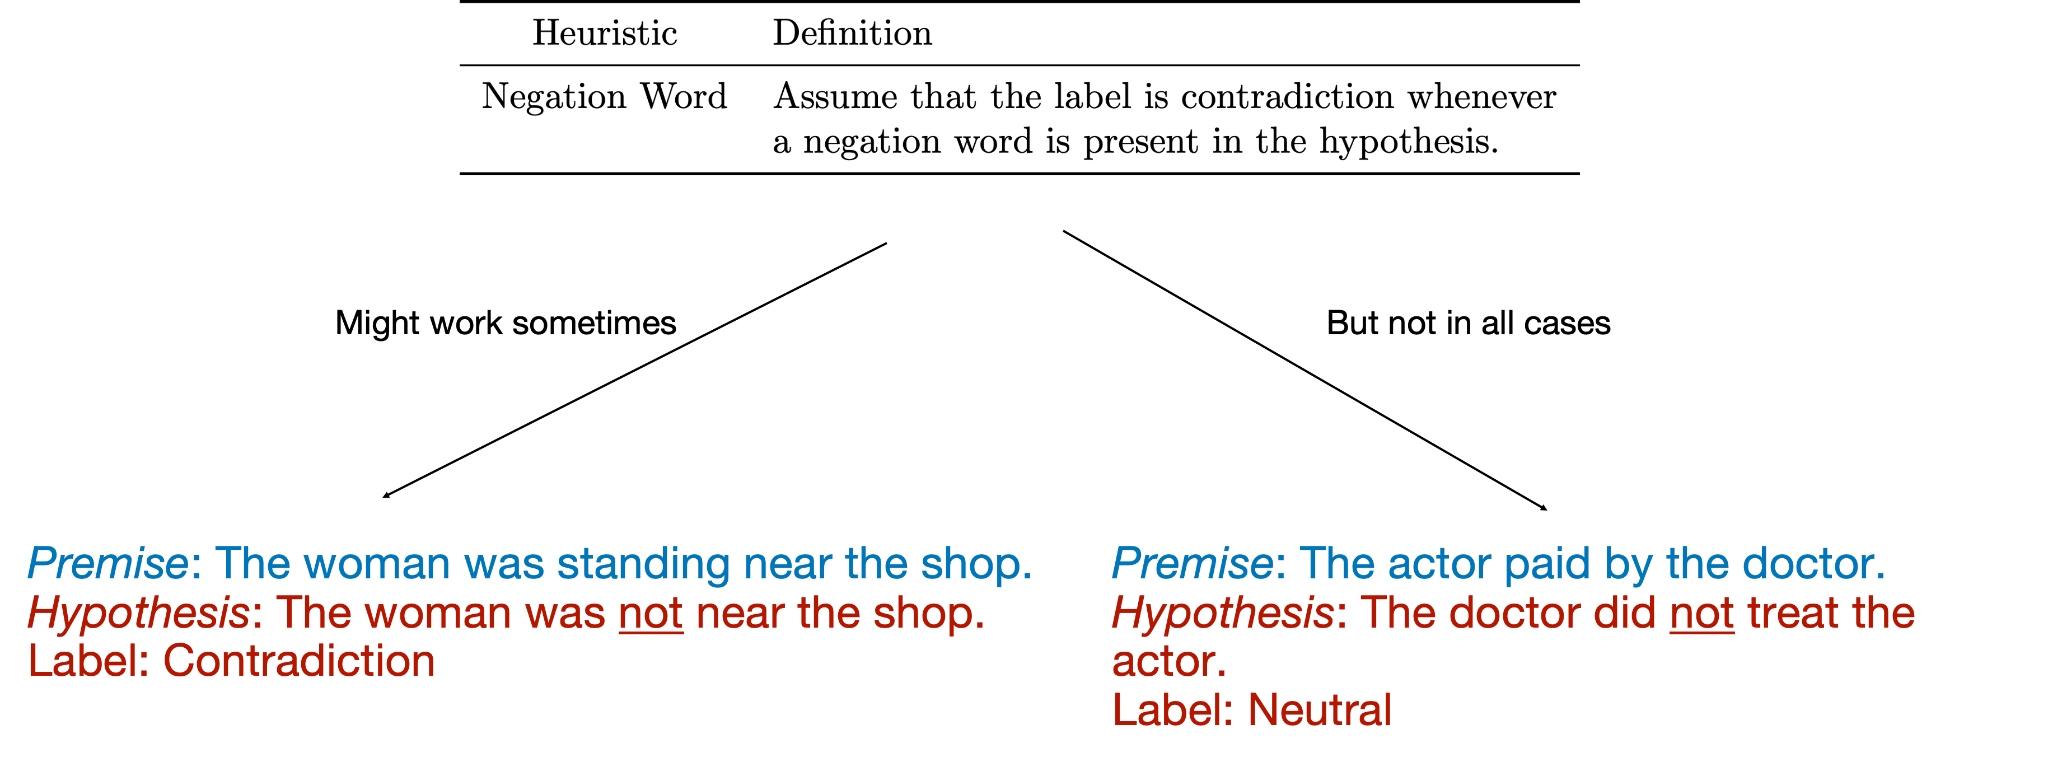 Heuristic Definition
Negation Word Assume that the label is contradiction whenever
a negation word is present in the hypothesis.
Might work sometimes
But not in all cases
Premise: The woman was standing near the shop.
Hypothesis: The woman was not near the shop.
Label: Contradiction
Premise: The actor paid by the doctor.
Hypothesis: The doctor did not treat the
actor.
Label: Neutral